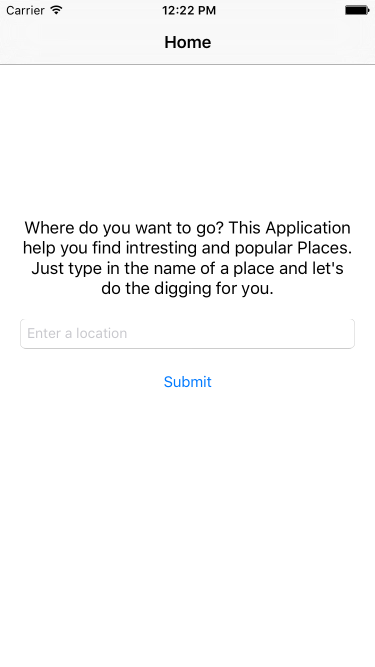 Carrier 12:22 PM
Home
Where do you want to go? This Application
help you find intresting and popular Places.
Just type in the name of a place and let's
do the digging for you.
Enter a location
Submit